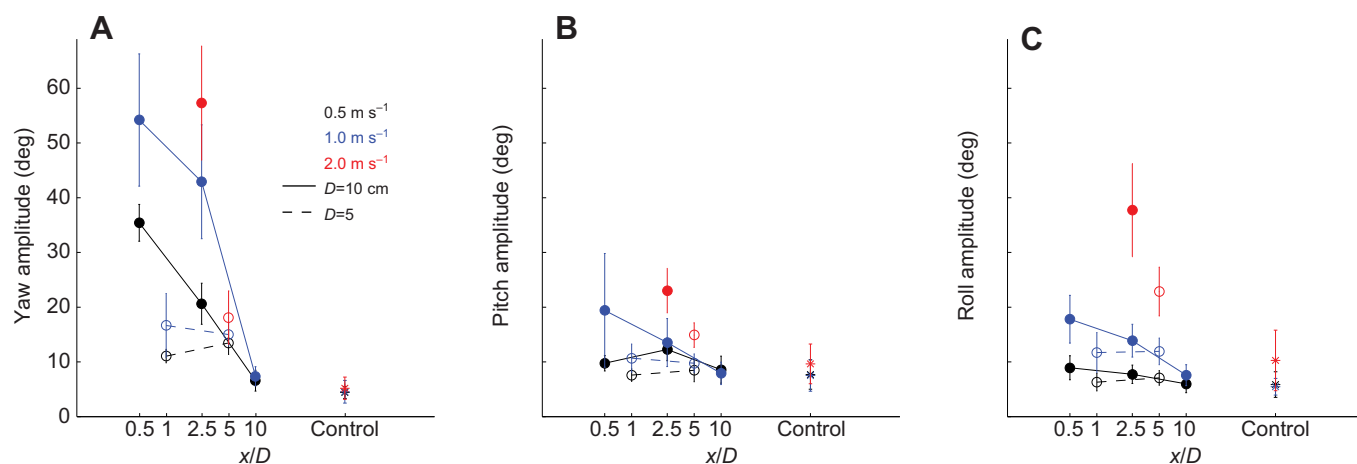 A
Yaw amplitude (deg)
60
50
40
30
20
10
0
0.5 m s⁻¹
1.0 m s⁻¹
2.0 m s⁻¹
D=10 cm
D=5
0.5 1 2.5 5 10 Control
x/D
B
Pitch amplitude (deg)
0.5 1 2.5 5 10 Control
x/D
C
Roll amplitude (deg)
0.5 1 2.5 5 10 Control
x/D